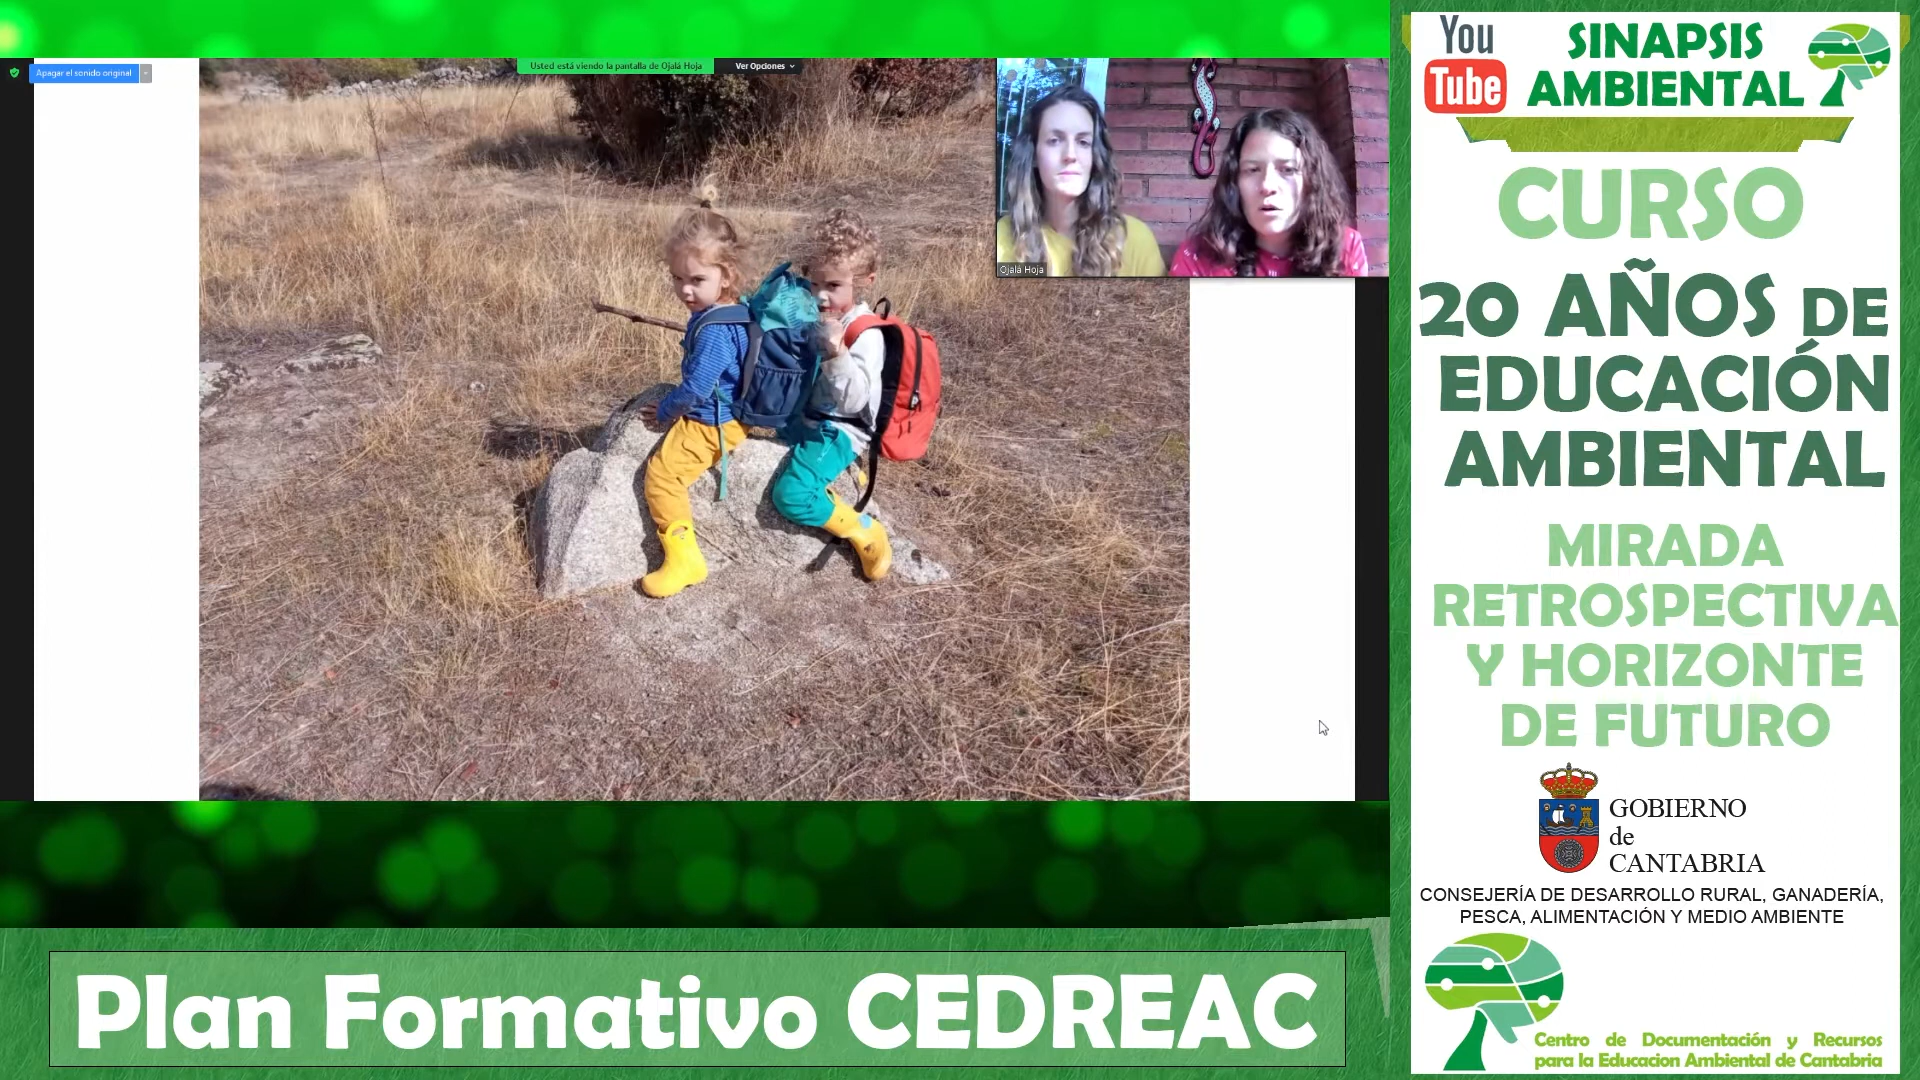 Apagar el sonido original
Usted está viendo la pantalla de Ojalá Hoja
Ver Opciones
Ojalá Hoja
You
Tube
SINAPSIS
AMBIENTAL
CURSO
20 AÑOS DE
EDUCACIÓN
AMBIENTAL
MIRADA
RETROSPECTIVA
Y HORIZONTE
DE FUTURO
GOBIERNO
de
CANTABRIA
CONSEJERÍA DE DESARROLLO RURAL, GANADERÍA,
PESCA, ALIMENTACIÓN Y MEDIO AMBIENTE
Centro de Documentación y Recursos
para la Educacion Ambiental de Cantabria
Plan Formativo CEDREAC